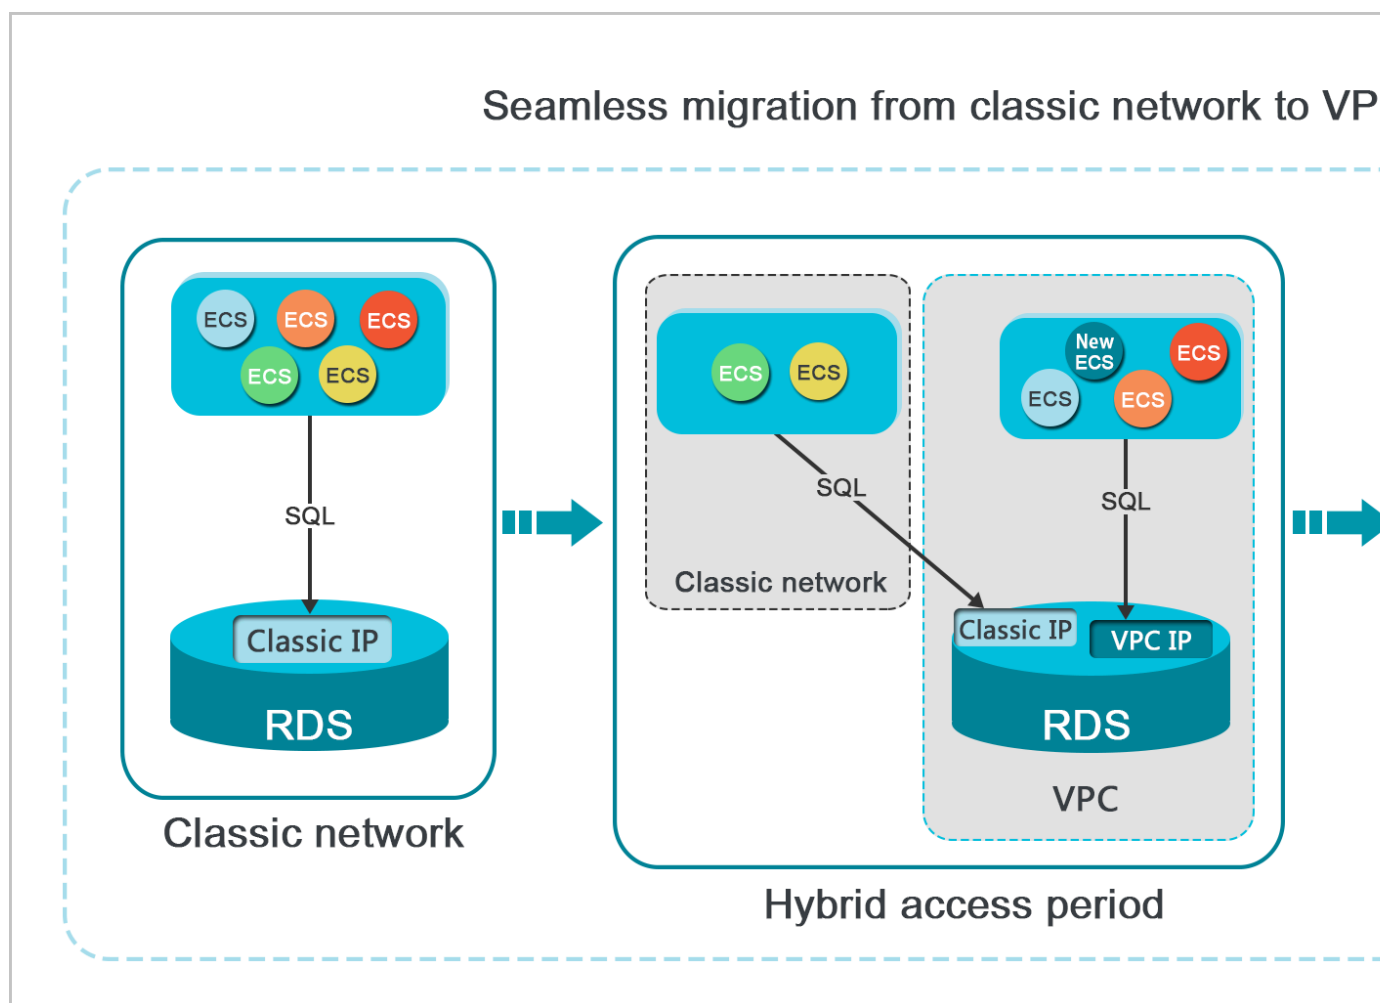 Seamless migration from classic network to VP
ECS
ECS
ECS
ECS
ECS
SQL
Classic IP
RDS
Classic network
ECS
ECS
SQL
Classic network
New
ECS
ECS
ECS
ECS
SQL
Classic IP
VPC IP
RDS
VPC
Hybrid access period